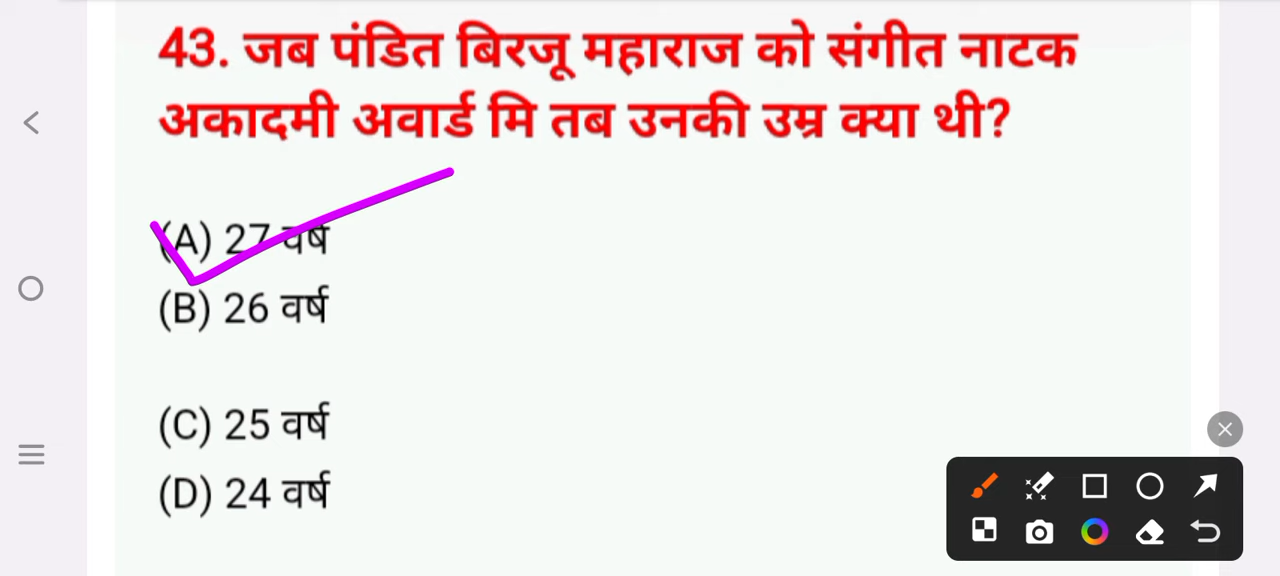 43. जब पंडित बिरजू महाराज को संगीत नाटक
अकादमी अवार्ड मि तब उनकी उम्र क्या थी?
(A) 27 वर्ष
(B) 26 वर्ष
(C) 25 वर्ष
(D) 24 वर्ष